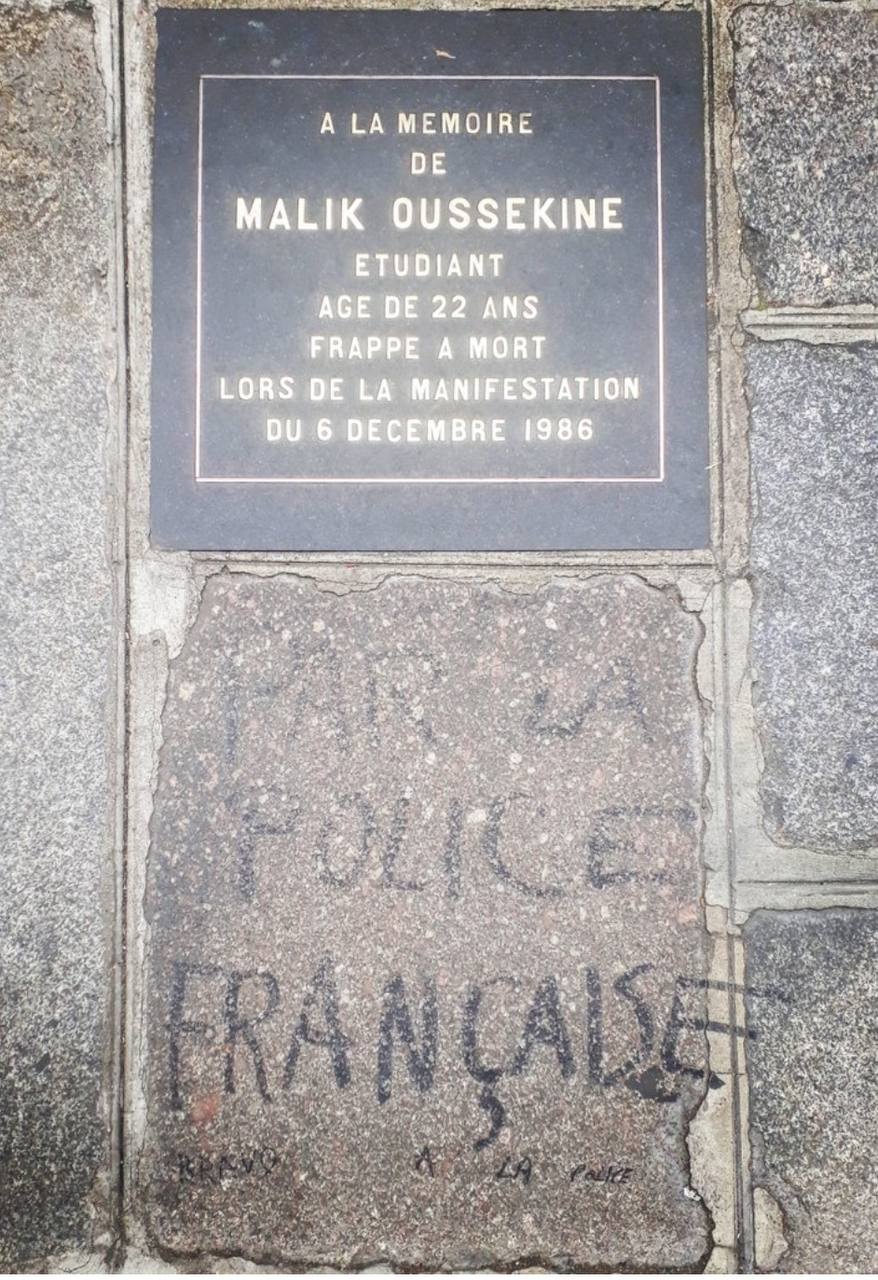 A LA MEMOIRE
DE
MALIK OUSSEKINE
ETUDIANT
AGE DE 22 ANS
FRAPPE A MORT
LORS DE LA MANIFESTATION
DU 6 DECEMBRE 1986
PAR LA
POLICE
FRANÇAISE
BRAVO A LA POLICE